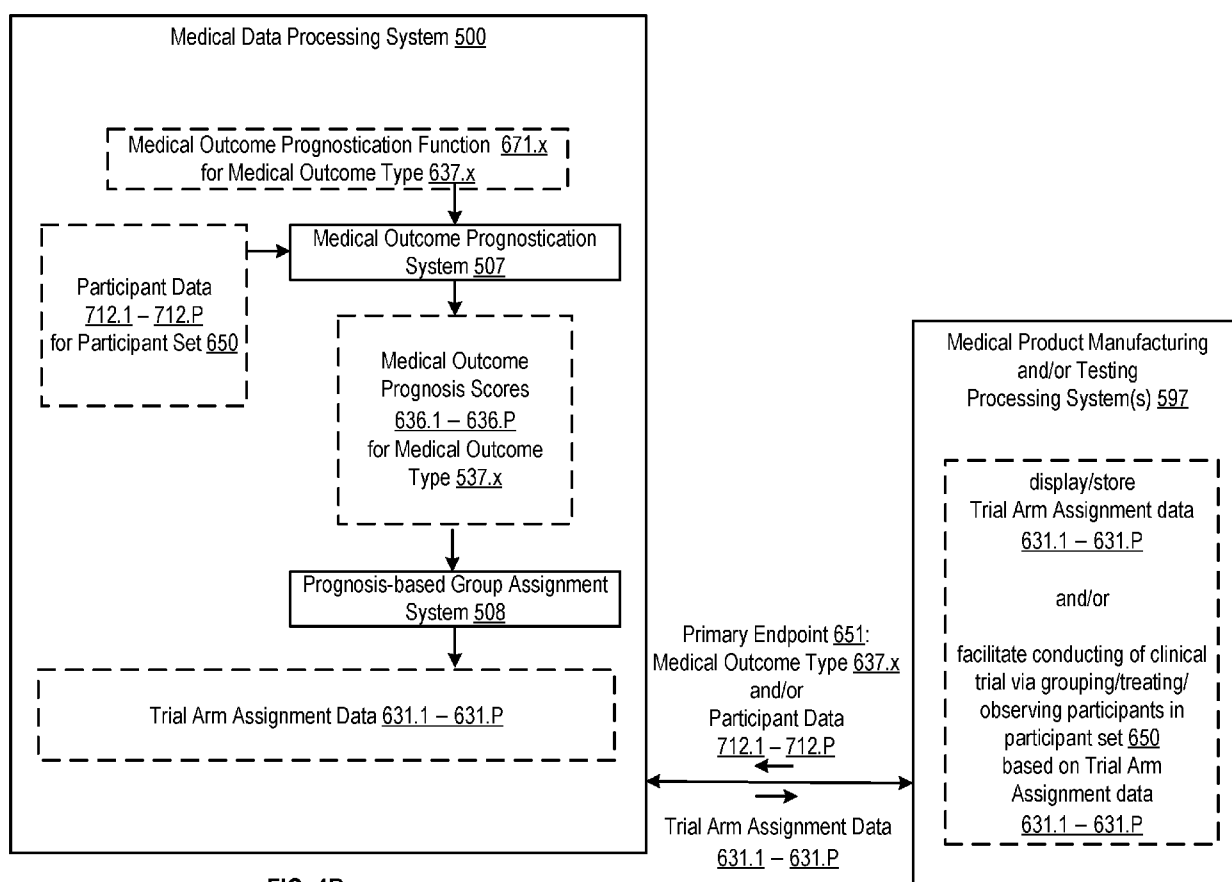 Medical Data Processing System 500
Medical Outcome Prognostication Function 671.x
for Medical Outcome Type 637.x
Participant Data
712.1 – 712.P
for Participant Set 650
Medical Outcome Prognostication
System 507
Medical Outcome
Prognosis Scores
636.1 – 636.P
for Medical Outcome
Type 537.x
Prognosis-based Group Assignment
System 508
Trial Arm Assignment Data 631.1 – 631.P
Primary Endpoint 651:
Medical Outcome Type 637.x
and/or
Participant Data
712.1 – 712.P
Trial Arm Assignment Data
631.1 – 631.P
Medical Product Manufacturing
and/or Testing
Processing System(s) 597
display/store
Trial Arm Assignment data
631.1 – 631.P
and/or
facilitate conducting of clinical
trial via grouping/treating/
observing participants in
participant set 650
based on Trial Arm
Assignment data
631.1 – 631.P